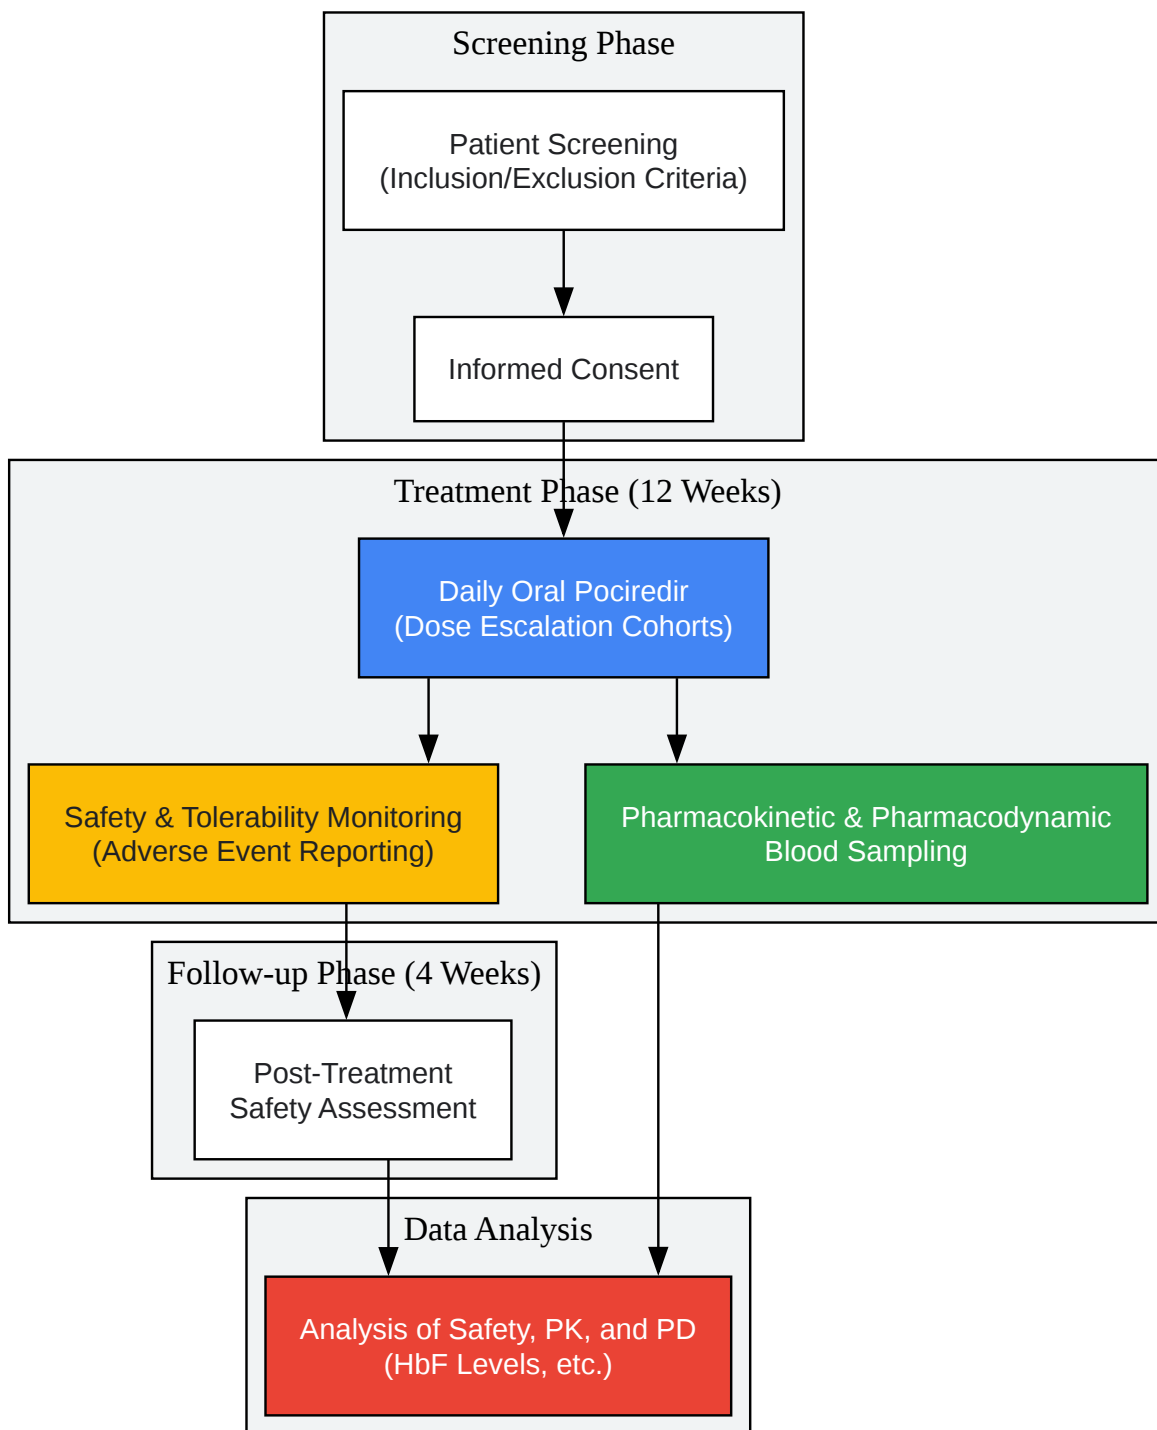 Screening Phase
Patient Screening
(Inclusion/Exclusion Criteria)
Informed Consent
Treatment Phase (12 Weeks)
Daily Oral Pociredir
(Dose Escalation Cohorts)
Safety & Tolerability Monitoring
(Adverse Event Reporting)
Pharmacokinetic & Pharmacodynamic
Blood Sampling
Follow-up Phase (4 Weeks)
Post-Treatment
Safety Assessment
Data Analysis
Analysis of Safety, PK, and PD
(HbF Levels, etc.)